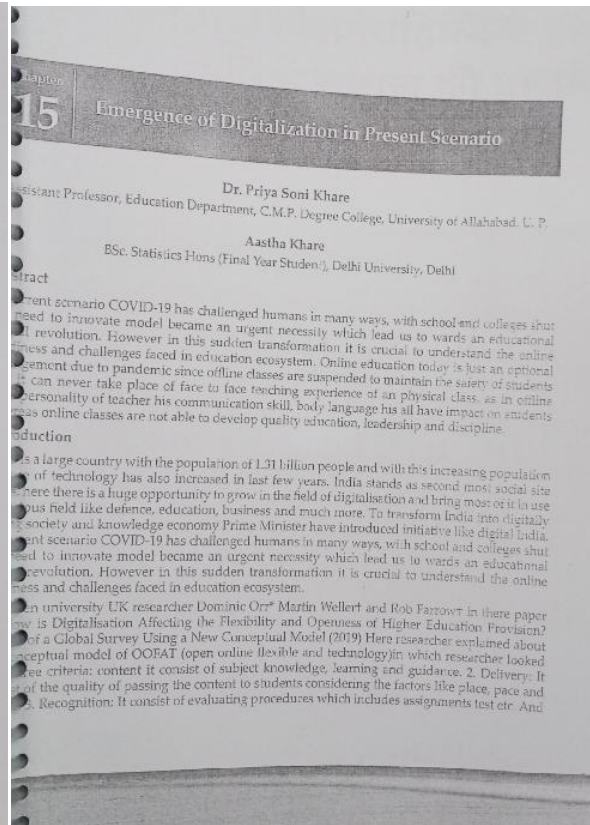 Chapter
15
Emergence of Digitalization in Present Scenario
Dr. Priya Soni Khare
sistant Professor, Education Department, C.M.P. Degree College, University of Allahabad. U. P.
Aastha Khare
BSc. Statistics Hons (Final Year Student), Delhi University, Delhi
stract
rent scenario COVID-19 has challenged humans in many ways, with school and colleges shut
need to innovate model became an urgent necessity which lead us to wards an educational
revolution. However in this sudden transformation it is crucial to understand the online
iness and challenges faced in education ecosystem. Online education today is just an optional
gement due to pandemic since offline classes are suspended to maintain the safety of students
it can never take place of face to face teaching experience of an physical class, as in offline
personality of teacher his communication skill, body language his all have impact on students
eas online classes are not able to develop quality education, leadership and discipline.
oduction
is a large country with the population of 1.31 billion people and with this increasing population
of technology has also increased in last few years. India stands as second most social site
here there is a huge opportunity to grow in the field of digitalisation and bring most of it in use
ous field like defence, education, business and much more. To transform India into digitally
society and knowledge economy Prime Minister have introduced initiative like digital India.
ent scenario COVID-19 has challenged humans in many ways, with school and colleges shut
eed to innovate model became an urgent necessity which lead us to wards an educational
revolution. However in this sudden transformation it is crucial to understand the online
ness and challenges faced in education ecosystem.
en university UK researcher Dominic Orr* Martin Weller† and Rob Farrow† in there paper
ow is Digitalisation Affecting the Flexibility and Openness of Higher Education Provision?
of a Global Survey Using a New Conceptual Model (2019) Here researcher explained about
nceptual model of OOFAT (open online flexible and technology)in which researcher looked
ree criteria: content it consist of subject knowledge, learning and guidance. 2. Delivery: It
of the quality of passing the content to students considering the factors like place, pace and
3. Recognition: It consist of evaluating procedures which includes assignments test etc. And